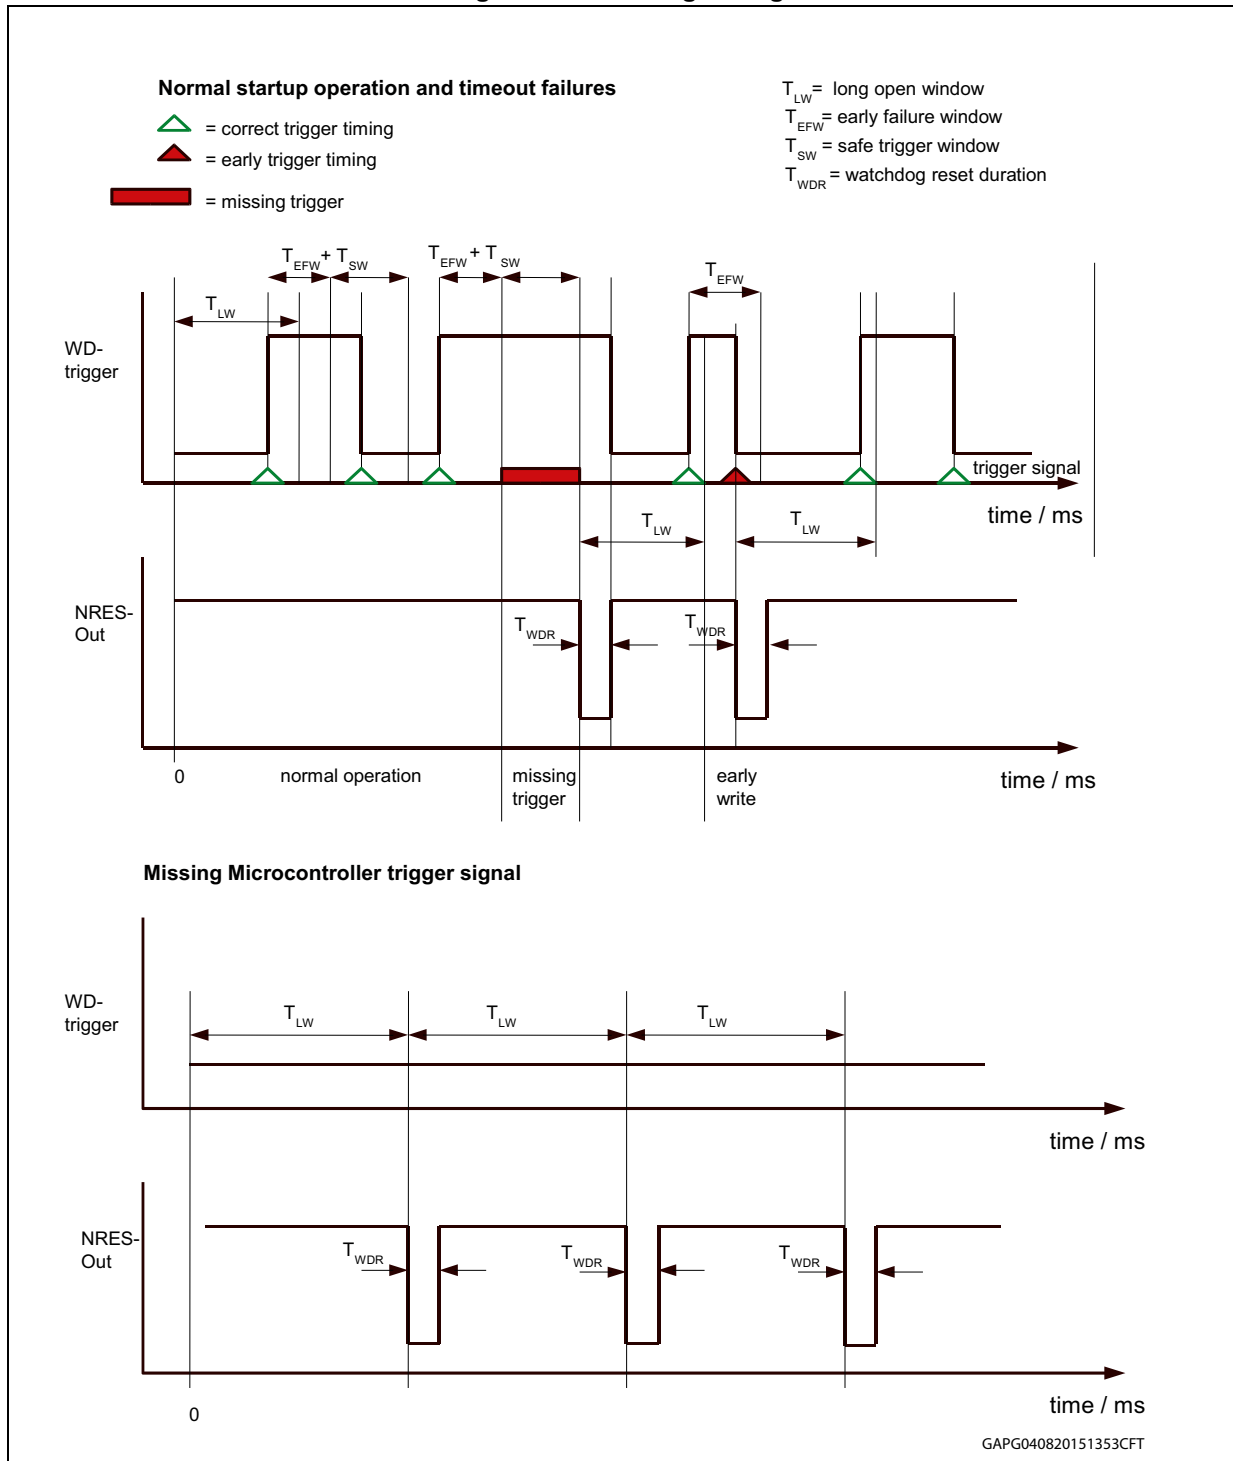 Normal startup operation and timeout failures
= correct trigger timing
= early trigger timing
= missing trigger
TLW= long open window
TEFW= early failure window
TSW = safe trigger window
TWDR = watchdog reset duration
TEFW + TSW
TEFW + TSW
TEFW
TLW
WD-
trigger
trigger signal
time / ms
TLW
TLW
NRES-
Out
TWDR
TWDR
0
normal operation
missing
trigger
early
write
time / ms
Missing Microcontroller trigger signal
WD-
trigger
TLW
TLW
TLW
time / ms
NRES-
Out
TWDR
TWDR
TWDR
0
time / ms
GAPG040820151353CFT